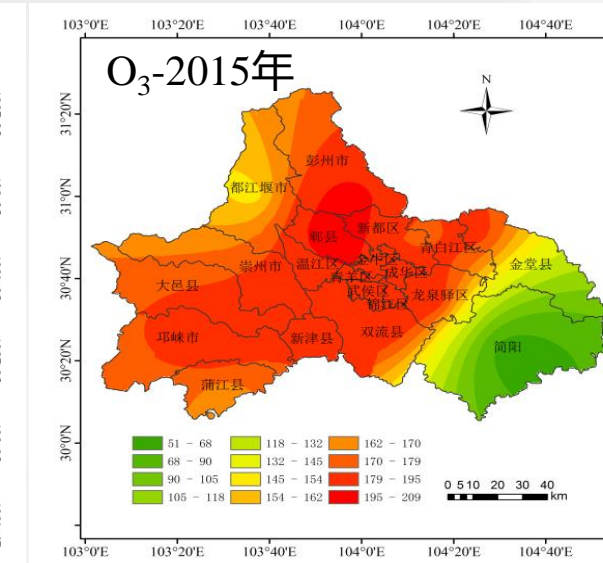 103°0′E 103°20′E 103°40′E 104°0′E 104°20′E 104°40′E
O3-2015年
N
31°20′N
彭州市
都江堰市
31°0′N
郫县
新都区
青白江区
金牛区
温江区
成华区
金堂县
崇州市
青羊区
30°40′N
大邑县
武侯区
龙泉驿区
锦江区
邛崃市
新津县
双流县
30°20′N
简阳
蒲江县
30°0′N
51 - 68 118 - 132 162 - 170
68 - 90 132 - 145 170 - 179
90 - 105 145 - 154 179 - 195
105 - 118 154 - 162 195 - 209
0 5 10 20 30 40
km
103°0′E 103°20′E 103°40′E 104°0′E 104°20′E 104°40′E